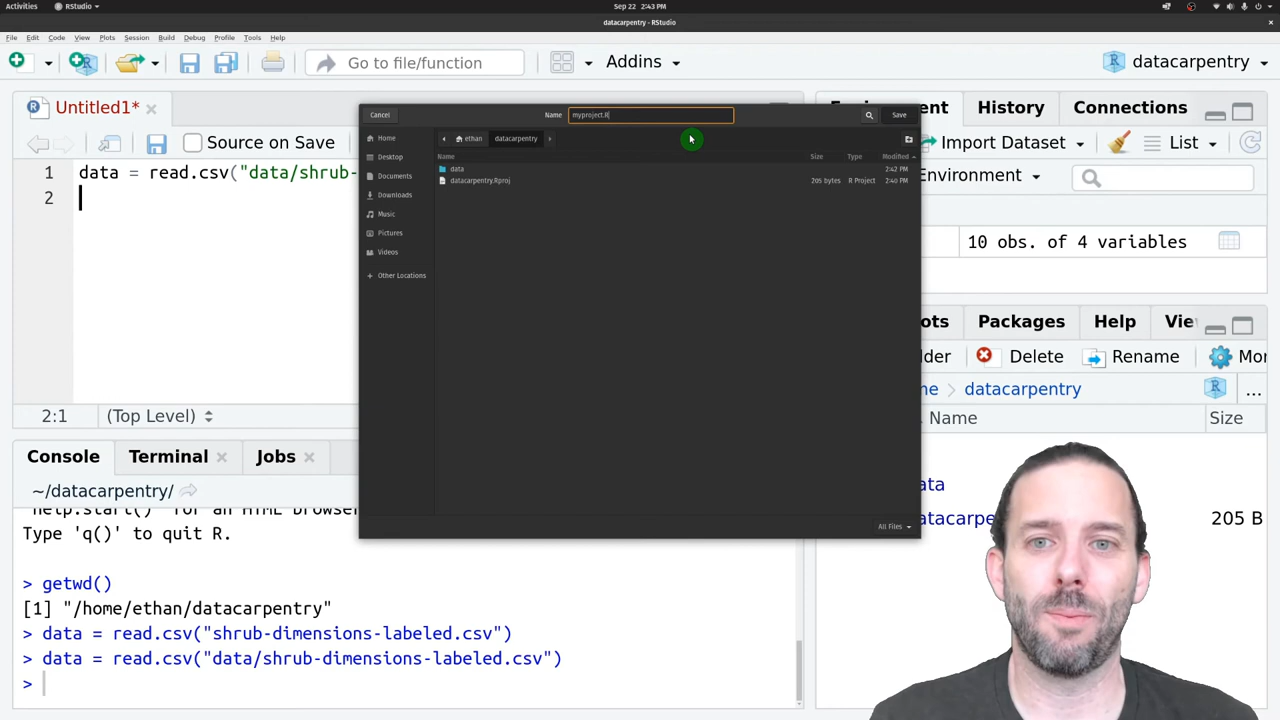 Activities RStudio Sep 22 2:43 PM
datacarpentry - RStudio
File Edit Code View Plots Session Build Debug Profile Tools Help
Go to file/function Addins datacarpentry
Untitled1*
Source on Save
1 data = read.csv("data/shrub-
2
2:1 (Top Level)
Console Terminal Jobs
~/datacarpentry/
Type 'q()' to quit R.
> getwd()
[1] "/home/ethan/datacarpentry"
> data = read.csv("shrub-dimensions-labeled.csv")
> data = read.csv("data/shrub-dimensions-labeled.csv")
>
Cancel Name myproject.R Save
ethan datacarpentry
Name Size Type Modified
data 2:42 PM
datacarpentry.Rproj 205 bytes R Project 2:40 PM
Home
Desktop
Documents
Downloads
Music
Pictures
Videos
Other Locations
All Files
History
Import Dataset List
Environment
10 obs. of 4 variables
Packages Help
Delete Rename
datacarpentry ...
Name Size
205 B